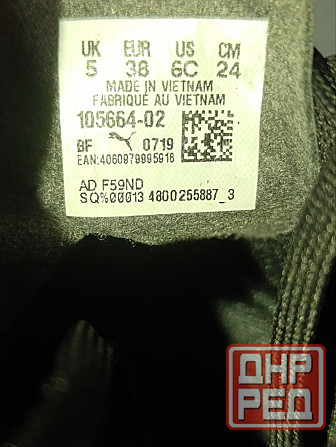 UK EUR US CM
5 38 6C 24
MADE IN VIETNAM
FABRIQUÉ AU VIETNAM
105664-02
BF 0719
EAN:4060979995916
AD F59ND
SQ%00013 4800255887_3
ДНР
РЕД